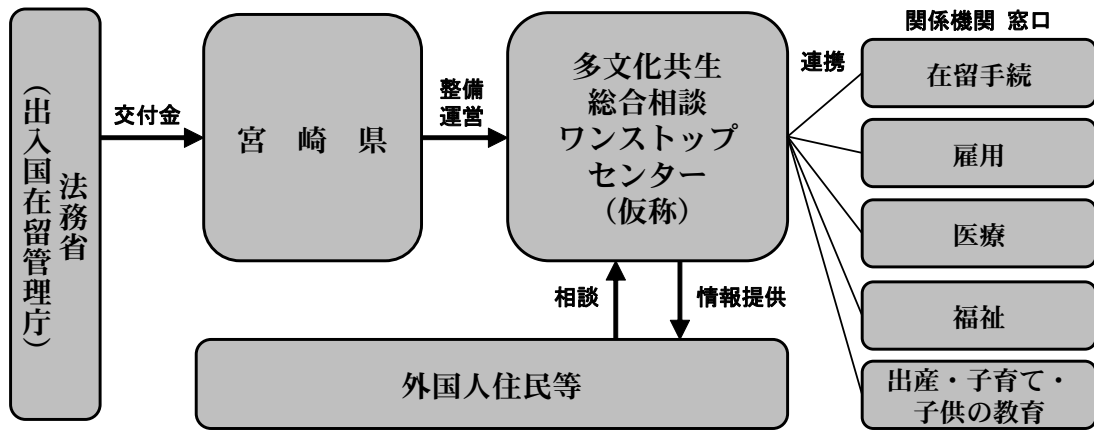 法務省
（出入国在留管理庁）
交付金
宮　崎　県
整備
運営
多文化共生
総合相談
ワンストップ
センター
（仮称）
連携
関係機関 窓口
在留手続
雇用
医療
福祉
出産・子育て・
子供の教育
相談
情報提供
外国人住民等